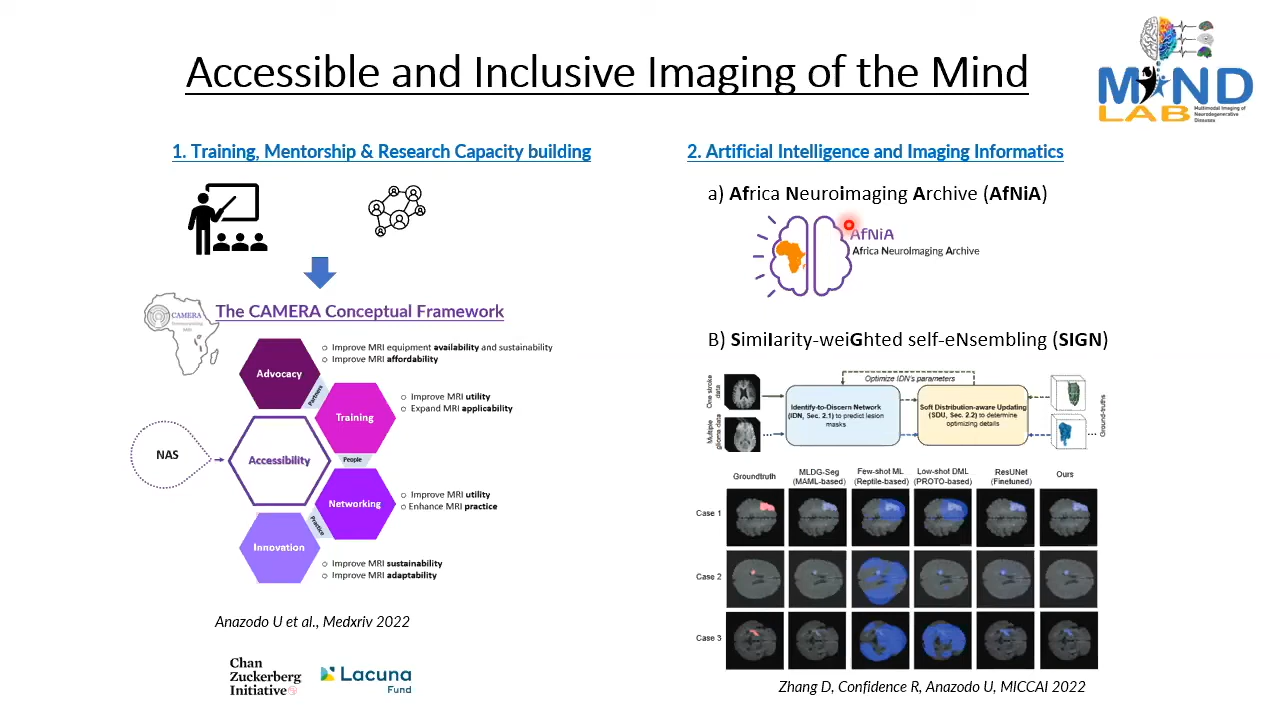 Accessible and Inclusive Imaging of the Mind
MIND
LAB
Multimodal Imaging of
Neurodegenerative
Diseases
1. Training, Mentorship & Research Capacity building
CAMERA
The CAMERA Conceptual Framework
Advocacy
○ Improve MRI equipment availability and sustainability
○ Improve MRI affordability
Partners
Training
○ Improve MRI utility
○ Expand MRI applicability
NAS
Accessibility
People
Networking
○ Improve MRI utility
○ Enhance MRI practice
Practice
Innovation
○ Improve MRI sustainability
○ Improve MRI adaptability
Anazodo U et al., Medxriv 2022
Chan
Zuckerberg
Initiative
Lacuna
Fund
2. Artificial Intelligence and Imaging Informatics
a) Africa Neuroimaging Archive (AfNiA)
AfNiA
Africa NeuroImaging Archive
B) SimiIarity-weiGhted self-eNsembling (SIGN)
Optimize IDN's parameters
One stroke
data
Multiple
glioma data
Identify-to-Discern Network
(IDN, Sec. 2.1) to predict lesion
masks
Soft Distribution-aware Updating
(SDU, Sec. 2.2) to determine
optimizing details
Ground-truths
Groundtruth
MLDG-Seg
(MAML-based)
Few-shot ML
(Reptile-based)
Low-shot DML
(PROTO-based)
ResUNet
(Finetuned)
Ours
Case 1
Case 2
Case 3
Zhang D, Confidence R, Anazodo U, MICCAI 2022